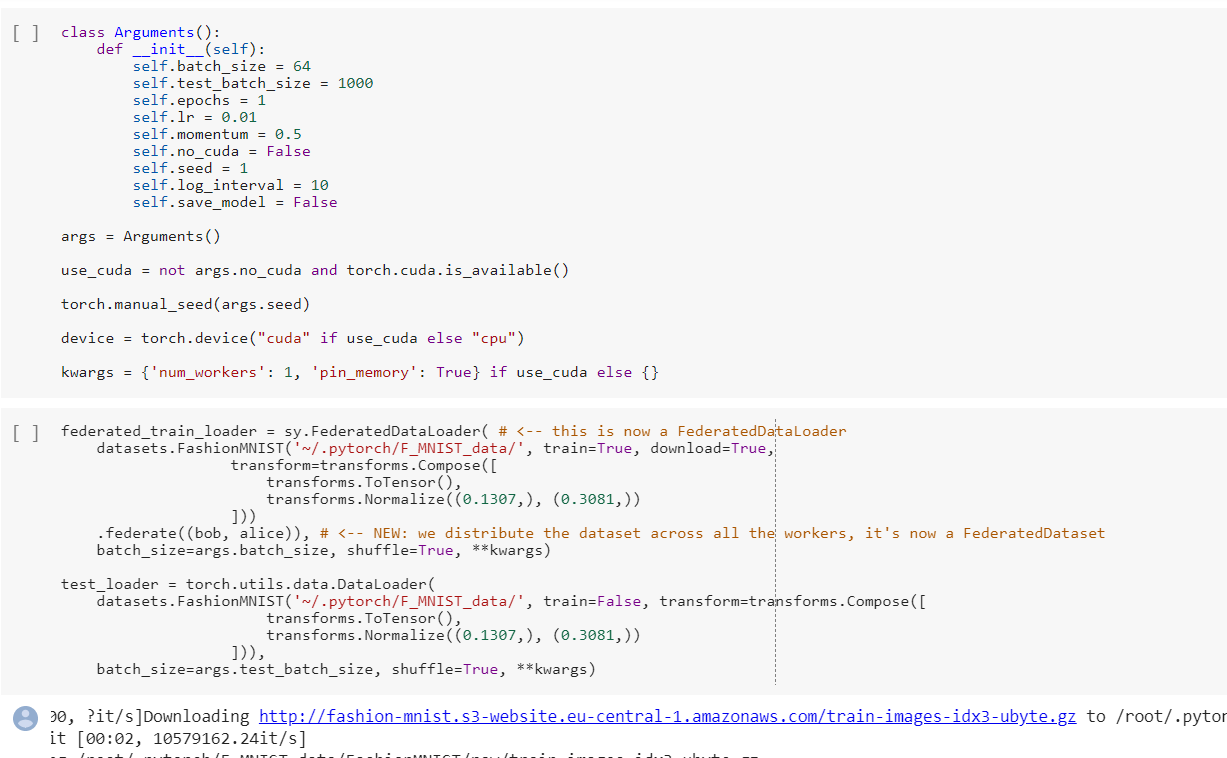 [ ] class Arguments():
def __init__(self):
self.batch_size = 64
self.test_batch_size = 1000
self.epochs = 1
self.lr = 0.01
self.momentum = 0.5
self.no_cuda = False
self.seed = 1
self.log_interval = 10
self.save_model = False
args = Arguments()
use_cuda = not args.no_cuda and torch.cuda.is_available()
torch.manual_seed(args.seed)
device = torch.device("cuda" if use_cuda else "cpu")
kwargs = {'num_workers': 1, 'pin_memory': True} if use_cuda else {}
[ ] federated_train_loader = sy.FederatedDataLoader( # <-- this is now a FederatedDataLoader
datasets.FashionMNIST('~/.pytorch/F_MNIST_data/', train=True, download=True,
transform=transforms.Compose([
transforms.ToTensor(),
transforms.Normalize((0.1307,), (0.3081,))
]))
.federate((bob, alice)), # <-- NEW: we distribute the dataset across all the workers, it's now a FederatedDataset
batch_size=args.batch_size, shuffle=True, **kwargs)
test_loader = torch.utils.data.DataLoader(
datasets.FashionMNIST('~/.pytorch/F_MNIST_data/', train=False, transform=transforms.Compose([
transforms.ToTensor(),
transforms.Normalize((0.1307,), (0.3081,))
])),
batch_size=args.test_batch_size, shuffle=True, **kwargs)
00, ?it/s]Downloading http://fashion-mnist.s3-website.eu-central-1.amazonaws.com/train-images-idx3-ubyte.gz to /root/.pytor
it [00:02, 10579162.24it/s]